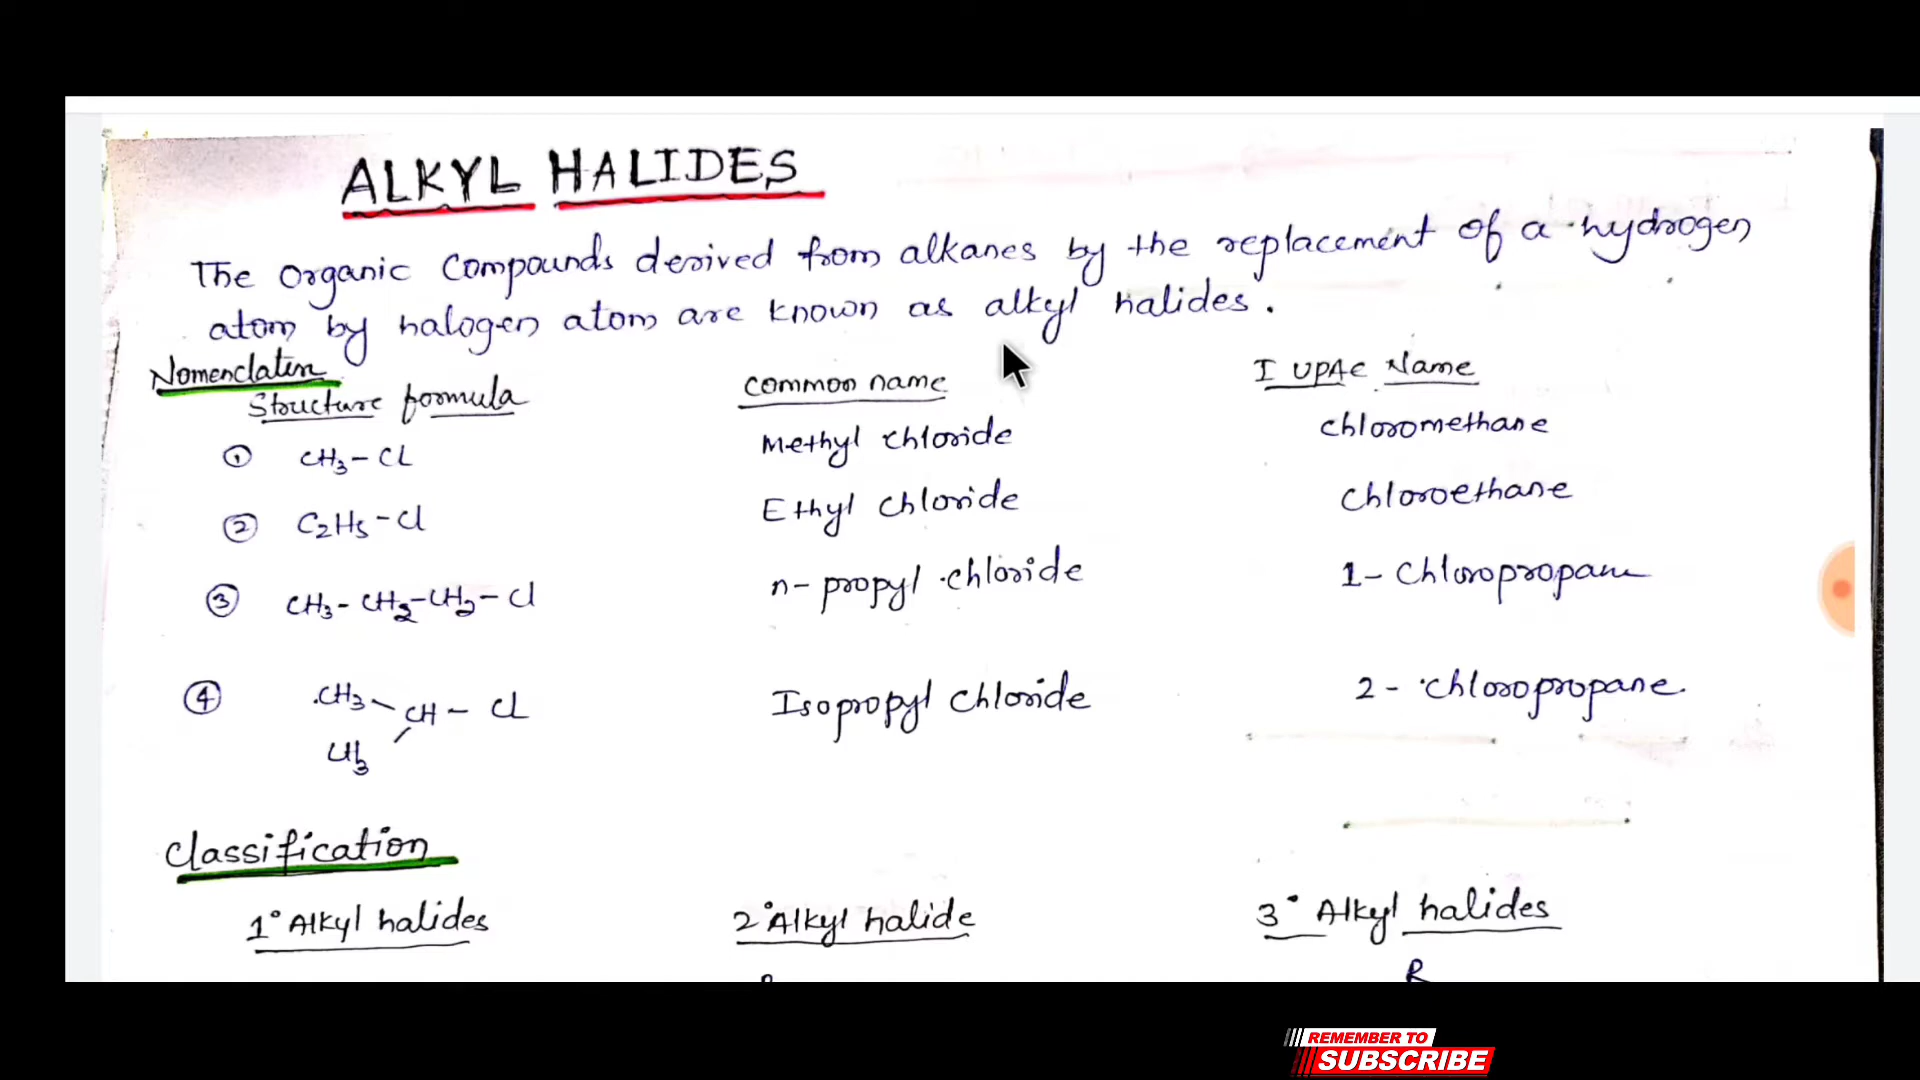 ALKYL HALIDES
The organic compounds derived from alkanes by the replacement of a hydrogen
atom by halogen atom are known as alkyl halides.
Nomenclature
Structure formula Common name IUPAC Name
① CH3-Cl Methyl chloride chloromethane
② C2H5-Cl Ethyl chloride Chloroethane
③ CH3-CH2-CH2-Cl n-propyl chloride 1-Chloropropane
④ CH3 CH - Cl Isopropyl chloride 2-chloropropane.
CH3
Classification
1° Alkyl halides 2° Alkyl halide 3° Alkyl halides
R
REMEMBER TO
SUBSCRIBE